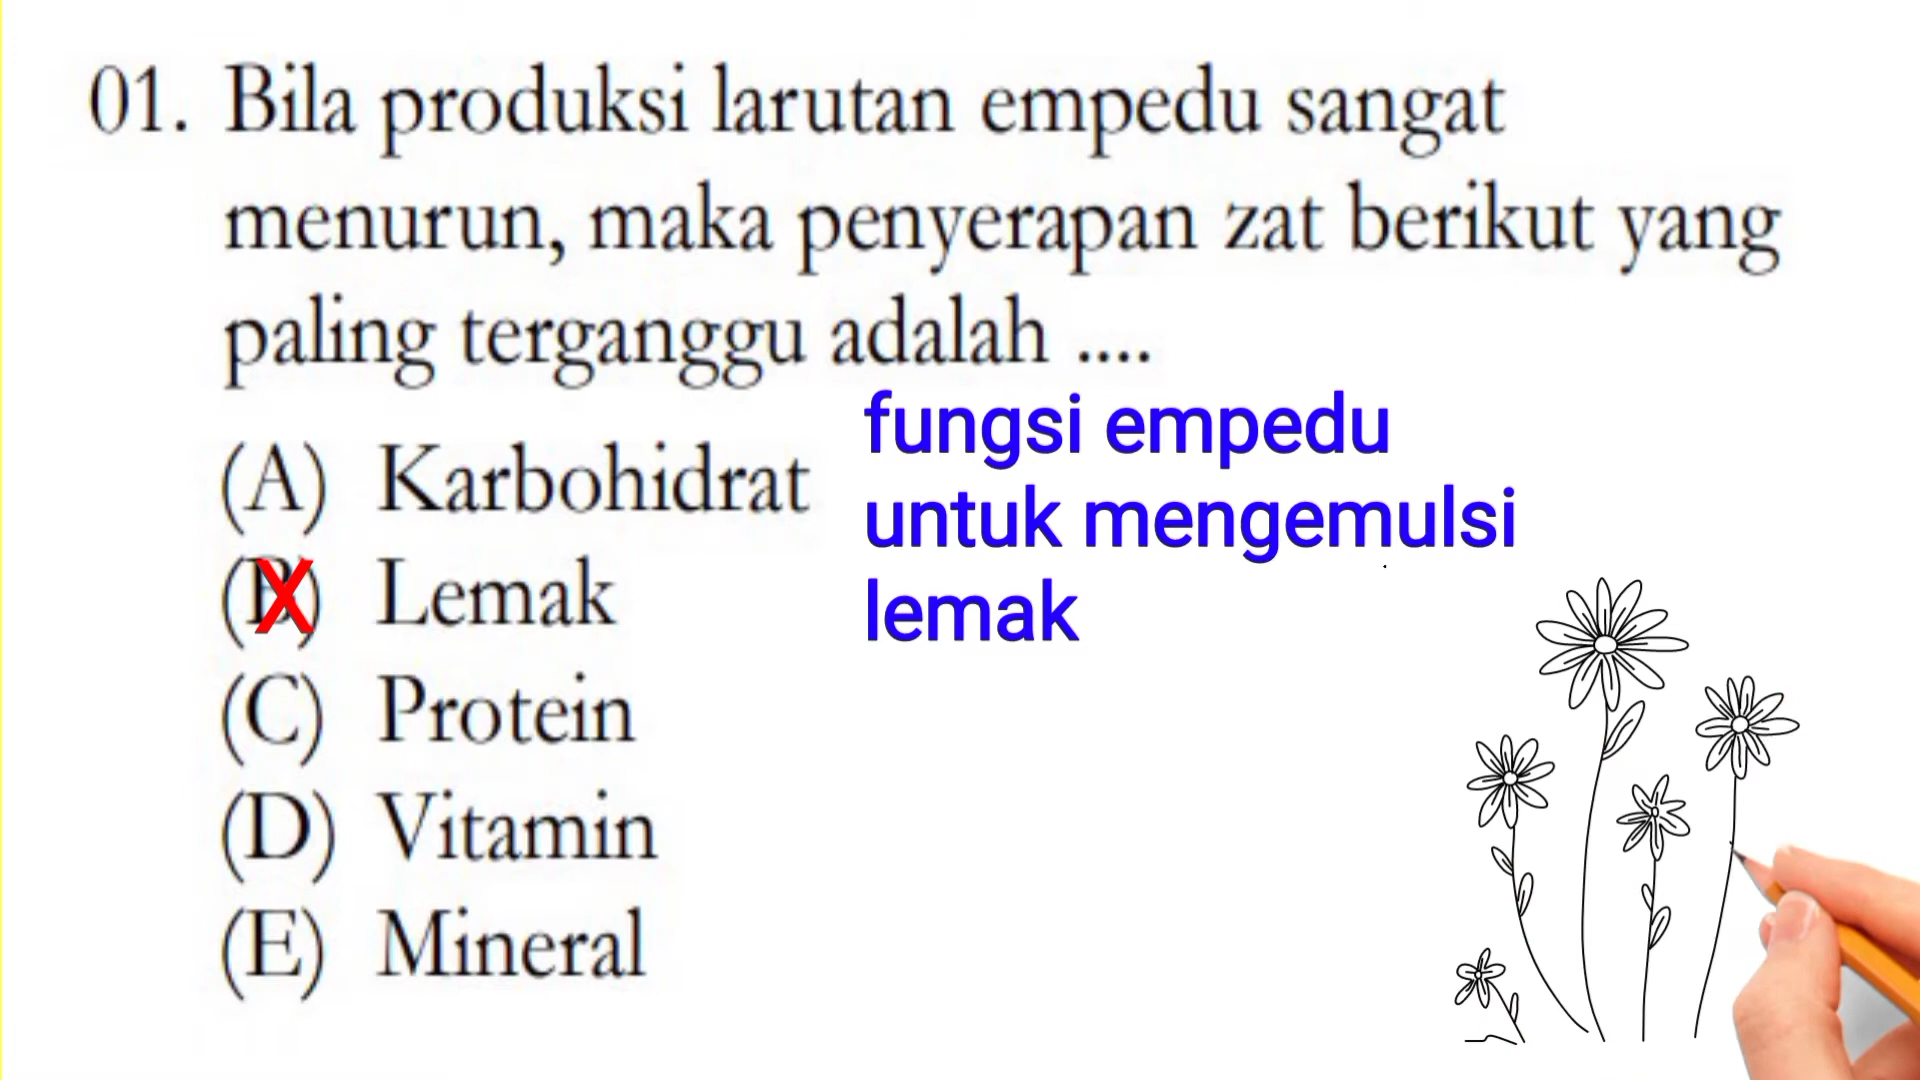 01. Bila produksi larutan empedu sangat
menurun, maka penyerapan zat berikut yang
paling terganggu adalah ....
(A) Karbohidrat
(B) Lemak
(C) Protein
(D) Vitamin
(E) Mineral
X
fungsi empedu
untuk mengemulsi
lemak